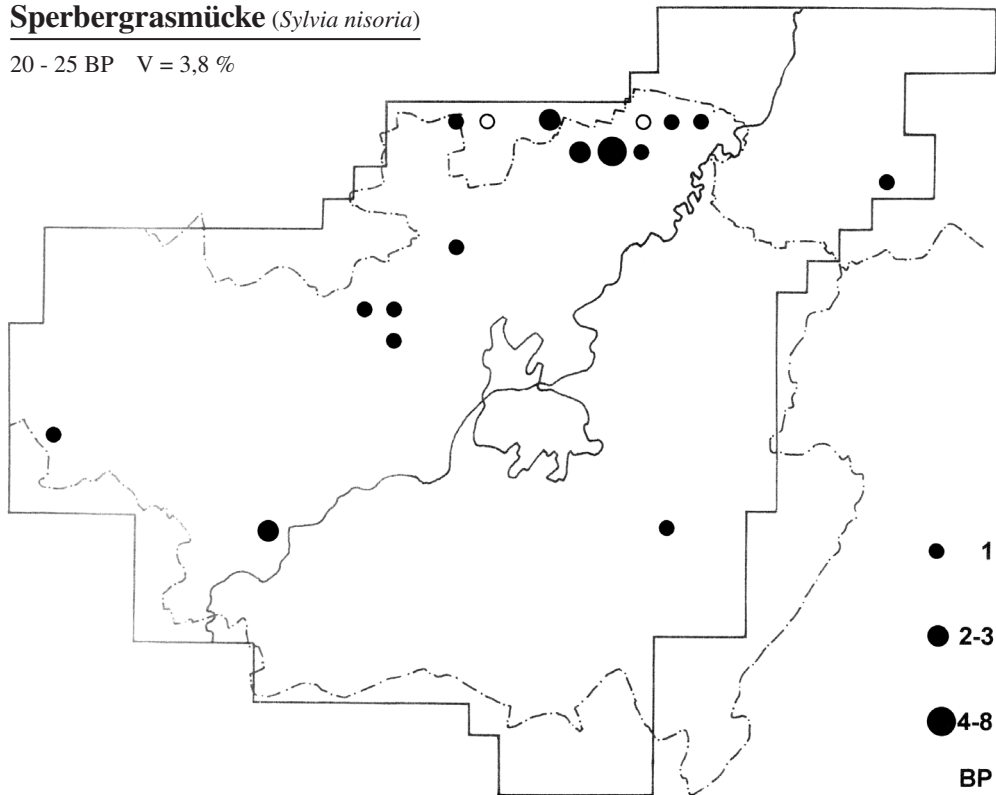 Sperbergrasmücke (Sylvia nisoria)
20 - 25 BP V = 3,8 %
1
2-3
4-8
BP